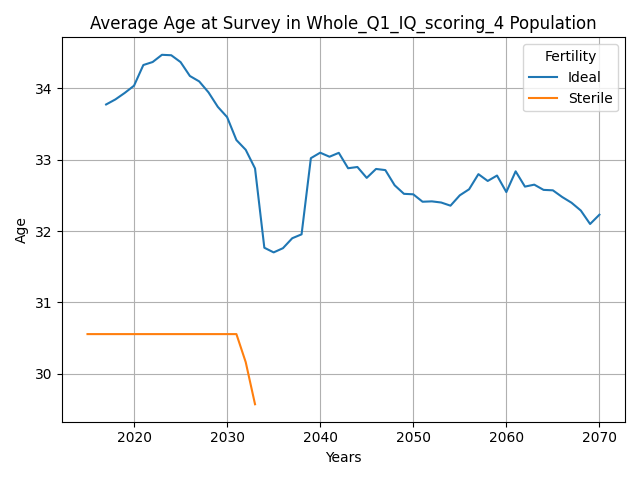 Average Age at Survey in Whole_Q1_IQ_scoring_4 Population
Fertility
Ideal
Sterile
Age
34
33
32
31
30
2020 2030 2040 2050 2060 2070
Years